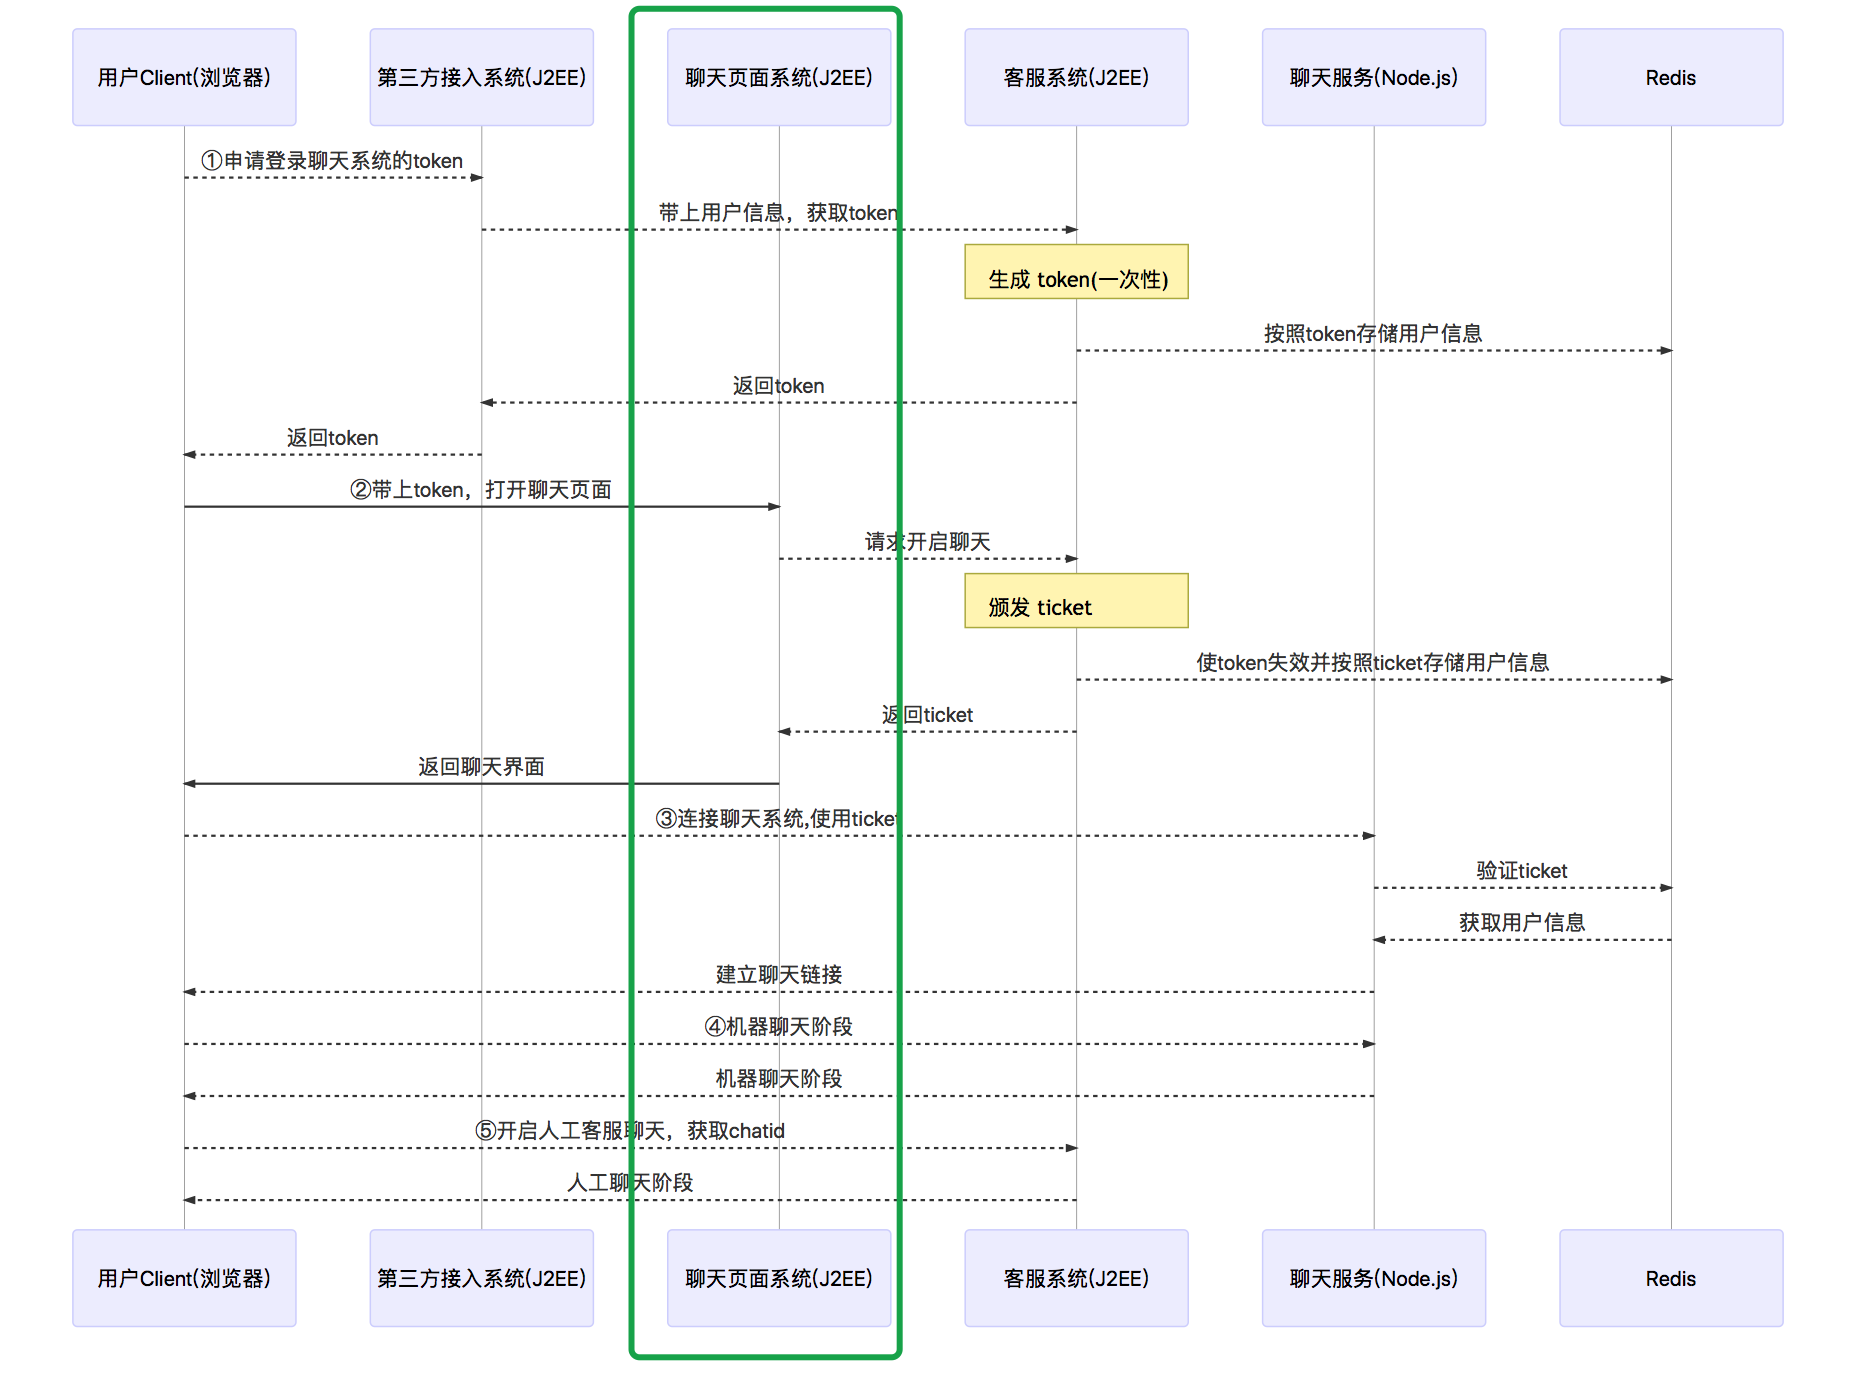 用户Client(浏览器)
第三方接入系统(J2EE)
聊天页面系统(J2EE)
客服系统(J2EE)
聊天服务(Node.js)
Redis
①申请登录聊天系统的token
带上用户信息，获取token
生成 token(一次性)
按照token存储用户信息
返回token
返回token
②带上token，打开聊天页面
请求开启聊天
颁发 ticket
使token失效并按照ticket存储用户信息
返回ticket
返回聊天界面
③连接聊天系统,使用ticket
验证ticket
获取用户信息
建立聊天链接
④机器聊天阶段
机器聊天阶段
⑤开启人工客服聊天，获取chatid
人工聊天阶段
用户Client(浏览器)
第三方接入系统(J2EE)
聊天页面系统(J2EE)
客服系统(J2EE)
聊天服务(Node.js)
Redis